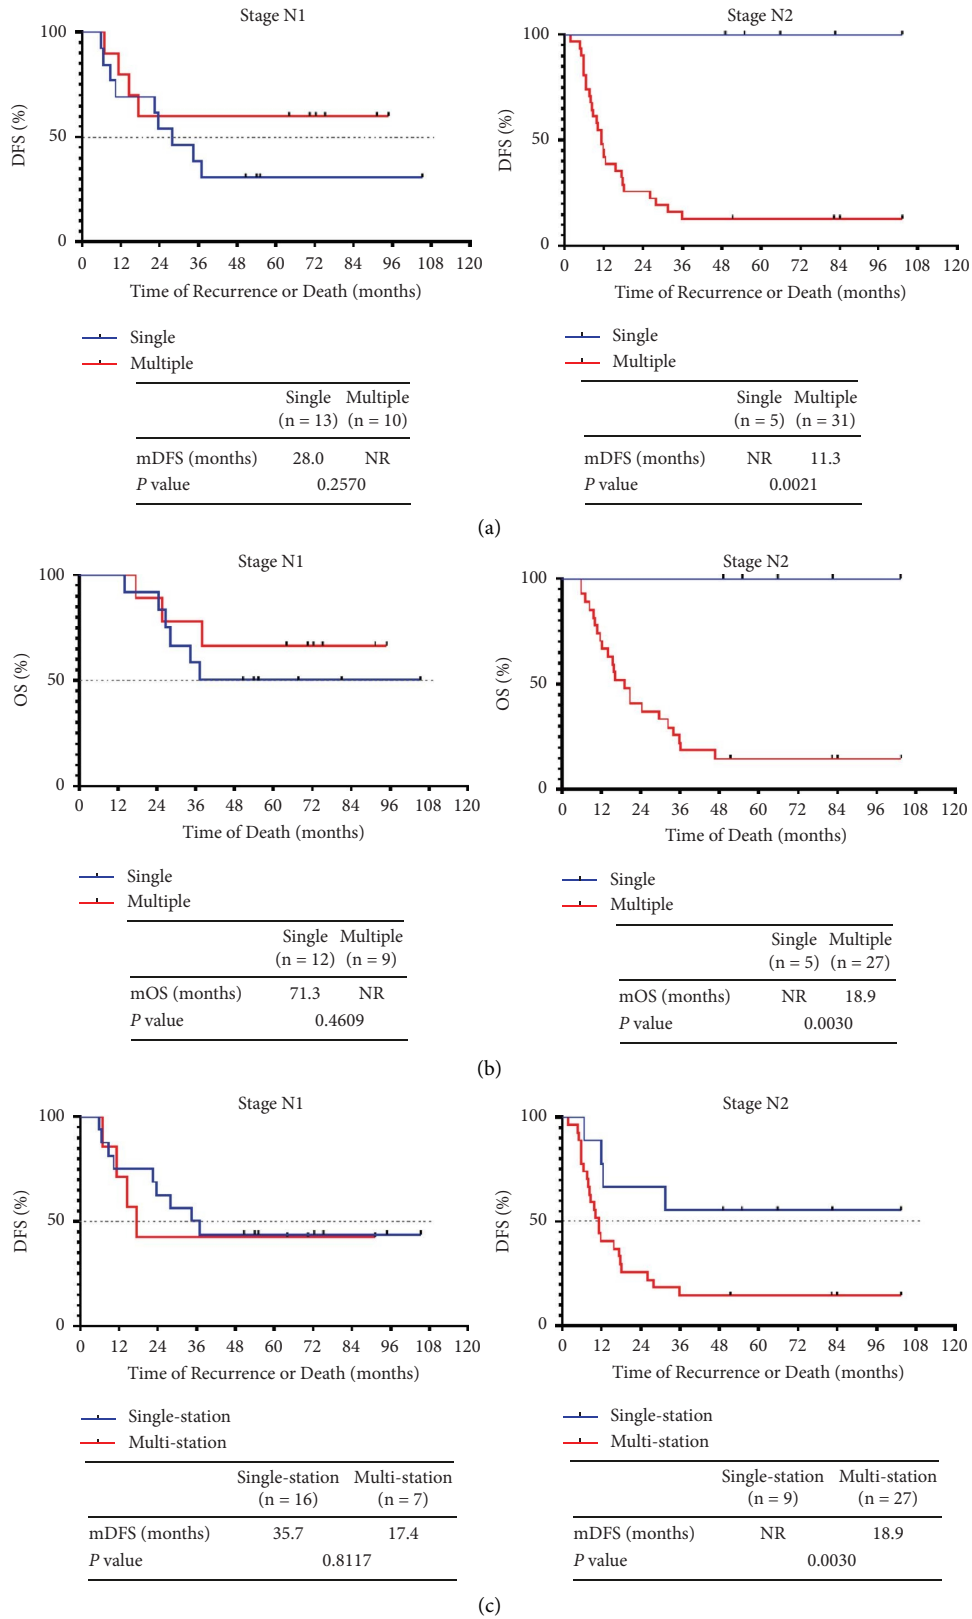 Stage N1
100
50
0
DFS (%)
0 12 24 36 48 60 72 84 96 108 120
Time of Recurrence or Death (months)
Single
Multiple
Single Multiple
(n = 13) (n = 10)
mDFS (months) 28.0 NR
P value 0.2570
Stage N2
100
50
0
DFS (%)
0 12 24 36 48 60 72 84 96 108 120
Time of Recurrence or Death (months)
Single
Multiple
Single Multiple
(n = 5) (n = 31)
mDFS (months) NR 11.3
P value 0.0021
(a)
Stage N1
100
50
0
OS (%)
0 12 24 36 48 60 72 84 96 108 120
Time of Death (months)
Single
Multiple
Single Multiple
(n = 12) (n = 9)
mOS (months) 71.3 NR
P value 0.4609
Stage N2
100
50
0
OS (%)
0 12 24 36 48 60 72 84 96 108 120
Time of Death (months)
Single
Multiple
Single Multiple
(n = 5) (n = 27)
mOS (months) NR 18.9
P value 0.0030
(b)
Stage N1
100
50
0
DFS (%)
0 12 24 36 48 60 72 84 96 108 120
Time of Recurrence or Death (months)
Single-station
Multi-station
Single-station Multi-station
(n = 16) (n = 7)
mDFS (months) 35.7 17.4
P value 0.8117
Stage N2
100
50
0
DFS (%)
0 12 24 36 48 60 72 84 96 108 120
Time of Recurrence or Death (months)
Single-station
Multi-station
Single-station Multi-station
(n = 9) (n = 27)
mDFS (months) NR 18.9
P value 0.0030
(c)